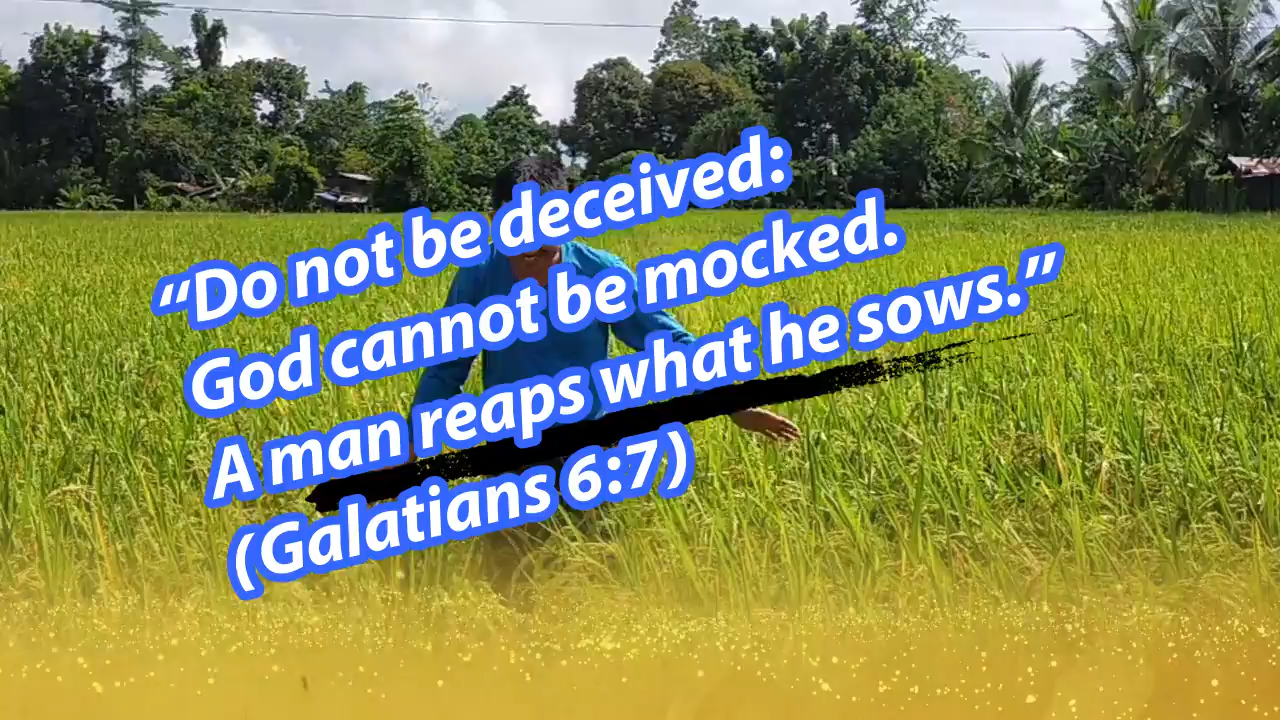 “Do not be deceived:
God cannot be mocked.
A man reaps what he sows.”
(Galatians 6:7)